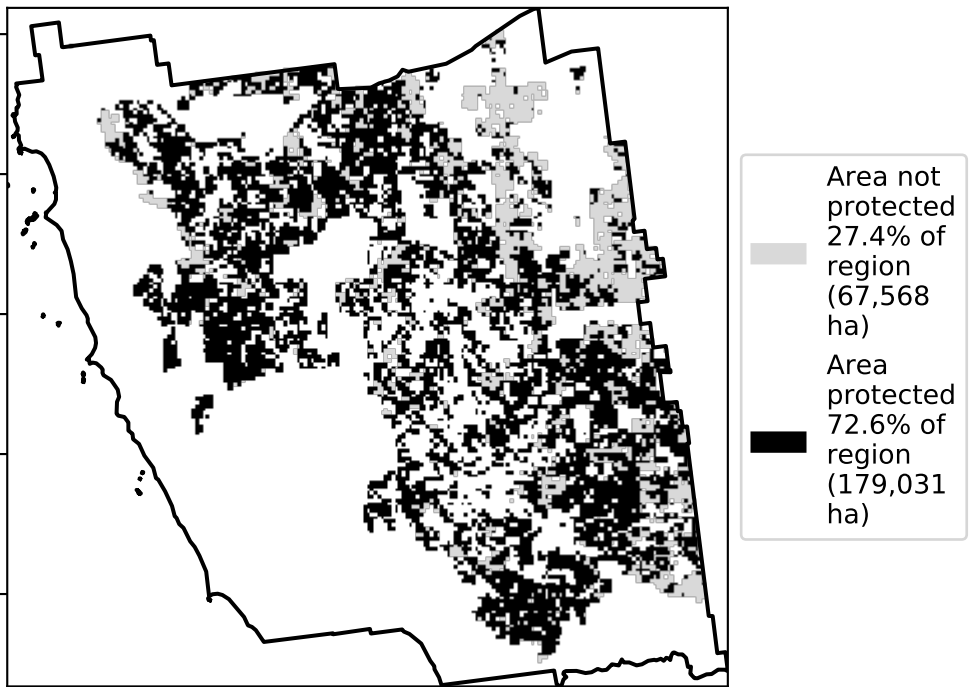 Area not
protected
27.4% of
region
(67,568
ha)
Area
protected
72.6% of
region
(179,031
ha)